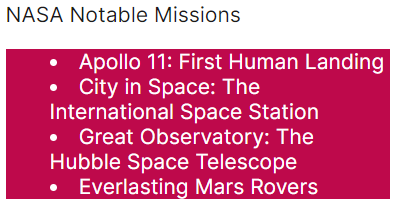 NASA Notable Missions
• Apollo 11: First Human Landing
• City in Space: The
International Space Station
• Great Observatory: The
Hubble Space Telescope
• Everlasting Mars Rovers